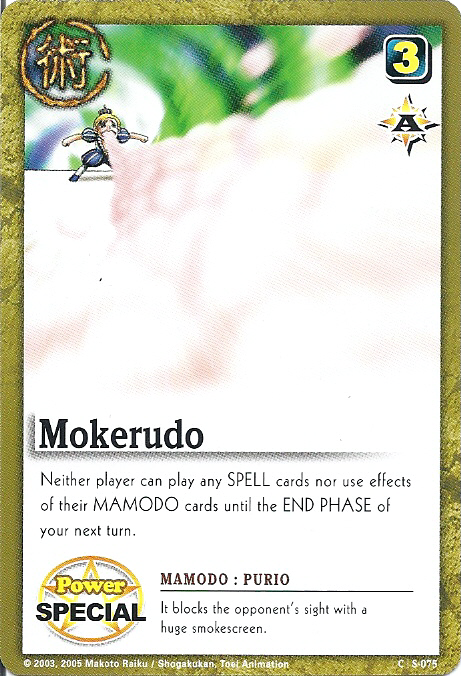 術
3
A
Mokerudo
Neither player can play any SPELL cards nor use effects
of their MAMODO cards until the END PHASE of
your next turn.
Power
SPECIAL
MAMODO : PURIO
It blocks the opponent's sight with a
huge smokescreen.
© 2003, 2005 Makoto Raiku / Shogakukan, Toei Animation
C S-075